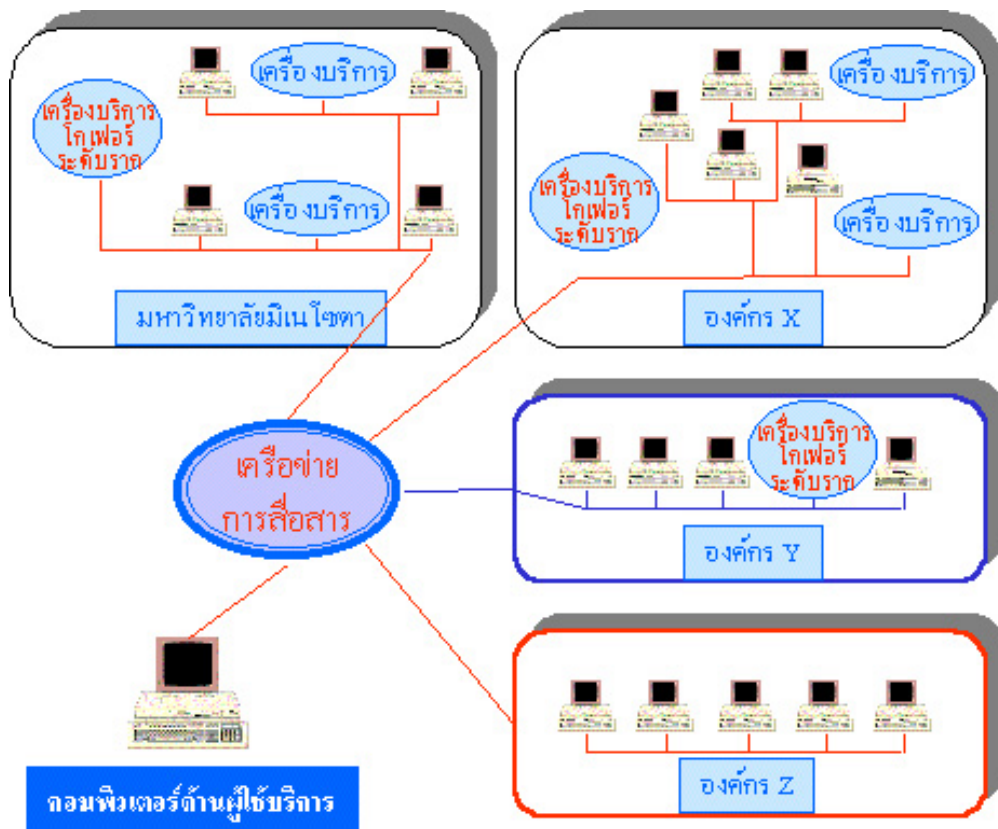 เครื่องบริการ
เครื่องบริการ
โกเฟอร์
ระดับราก
เครื่องบริการ
มหาวิทยาลัยมิเนโซตา
เครื่องบริการ
เครื่องบริการ
โกเฟอร์
ระดับราก
เครื่องบริการ
องค์กร X
เครือข่าย
การสื่อสาร
เครื่องบริการ
โกเฟอร์
ระดับราก
องค์กร Y
องค์กร Z
คอมพิวเตอร์ด้านผู้ใช้บริการ